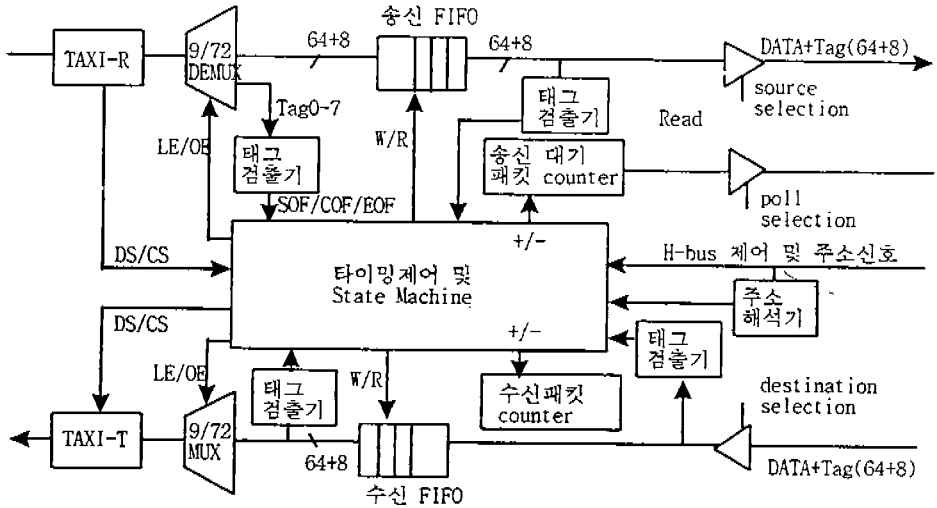 송신 FIFO
TAXI-R
9/72
DEMUX
64+8
64+8
DATA+Tag(64+8)
source
selection
Tag0-7
LE/OE
태그
검출기
W/R
태그
검출기
Read
송신 대기
패킷 counter
poll
selection
SOF/COF/EOF
+/-
DS/CS
H-bus 제어 및 주소신호
타이밍제어 및
State Machine
주소
해석기
DS/CS
+/-
태그
검출기
LE/OE
태그
검출기
W/R
수신패킷
counter
destination
selection
TAXI-T
9/72
MUX
64+8
수신 FIFO
DATA+Tag(64+8)